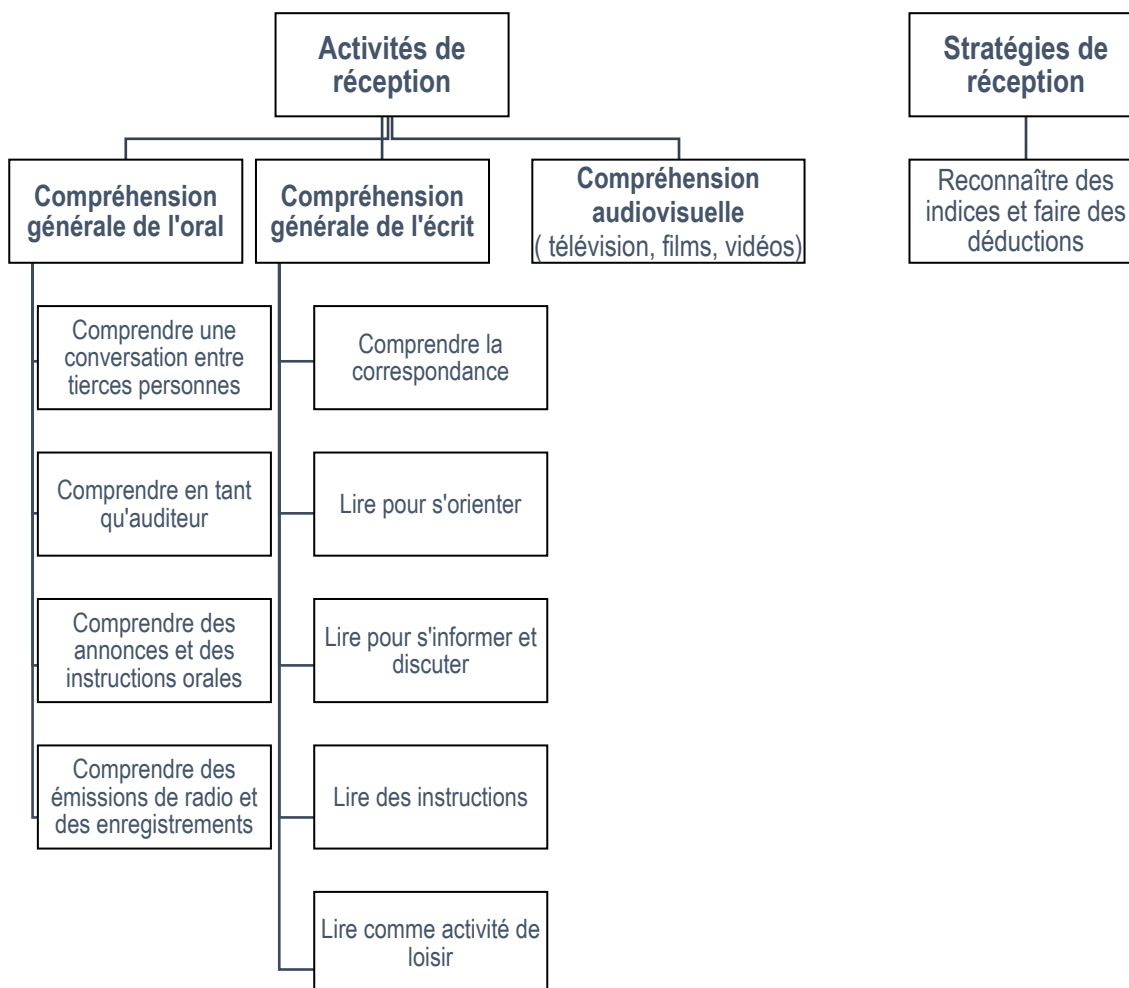 Activités de
réception
Stratégies de
réception
Compréhension
générale de l'oral
Compréhension
générale de l'écrit
Compréhension
audiovisuelle
( télévision, films, vidéos)
Reconnaître des
indices et faire des
déductions
Comprendre une
conversation entre
tierces personnes
Comprendre en tant
qu'auditeur
Comprendre des
annonces et des
instructions orales
Comprendre des
émissions de radio et
des enregistrements
Comprendre la
correspondance
Lire pour s'orienter
Lire pour s'informer et
discuter
Lire des instructions
Lire comme activité de
loisir